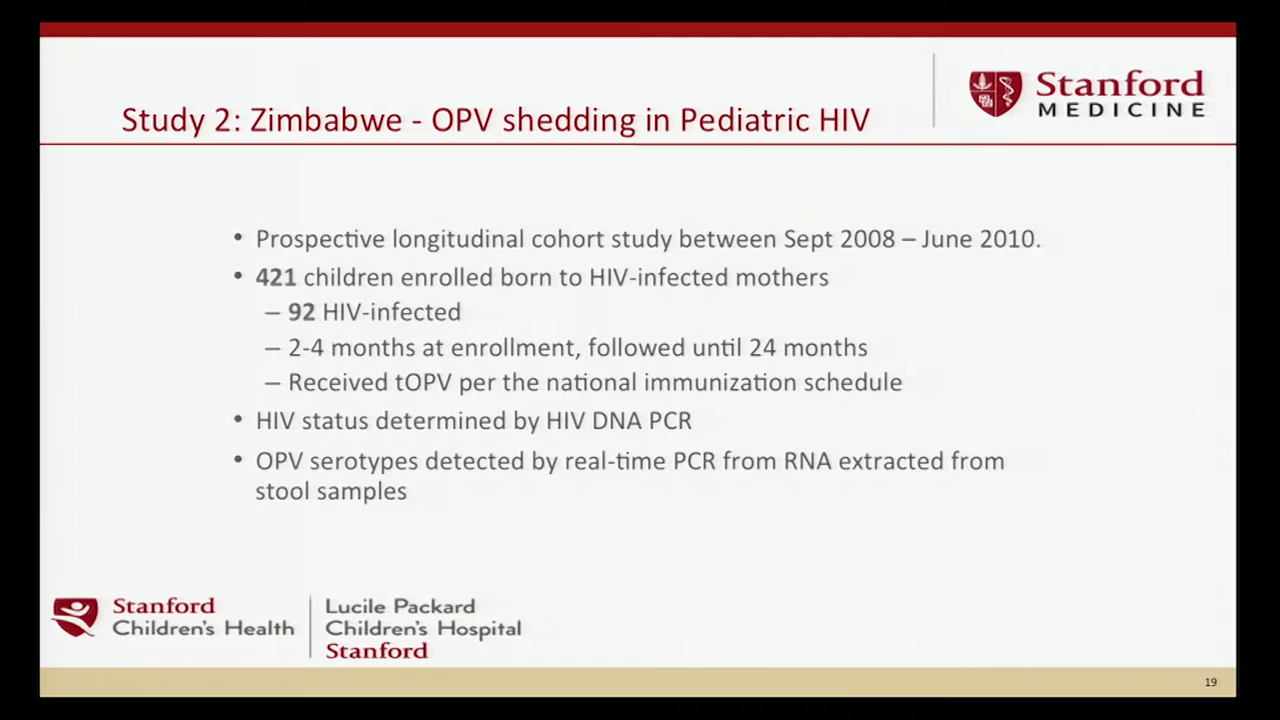 Stanford
MEDICINE
Study 2: Zimbabwe - OPV shedding in Pediatric HIV
• Prospective longitudinal cohort study between Sept 2008 – June 2010.
• 421 children enrolled born to HIV-infected mothers
– 92 HIV-infected
– 2-4 months at enrollment, followed until 24 months
– Received tOPV per the national immunization schedule
• HIV status determined by HIV DNA PCR
• OPV serotypes detected by real-time PCR from RNA extracted from
stool samples
Stanford
Children's Health
Lucile Packard
Children's Hospital
Stanford
19